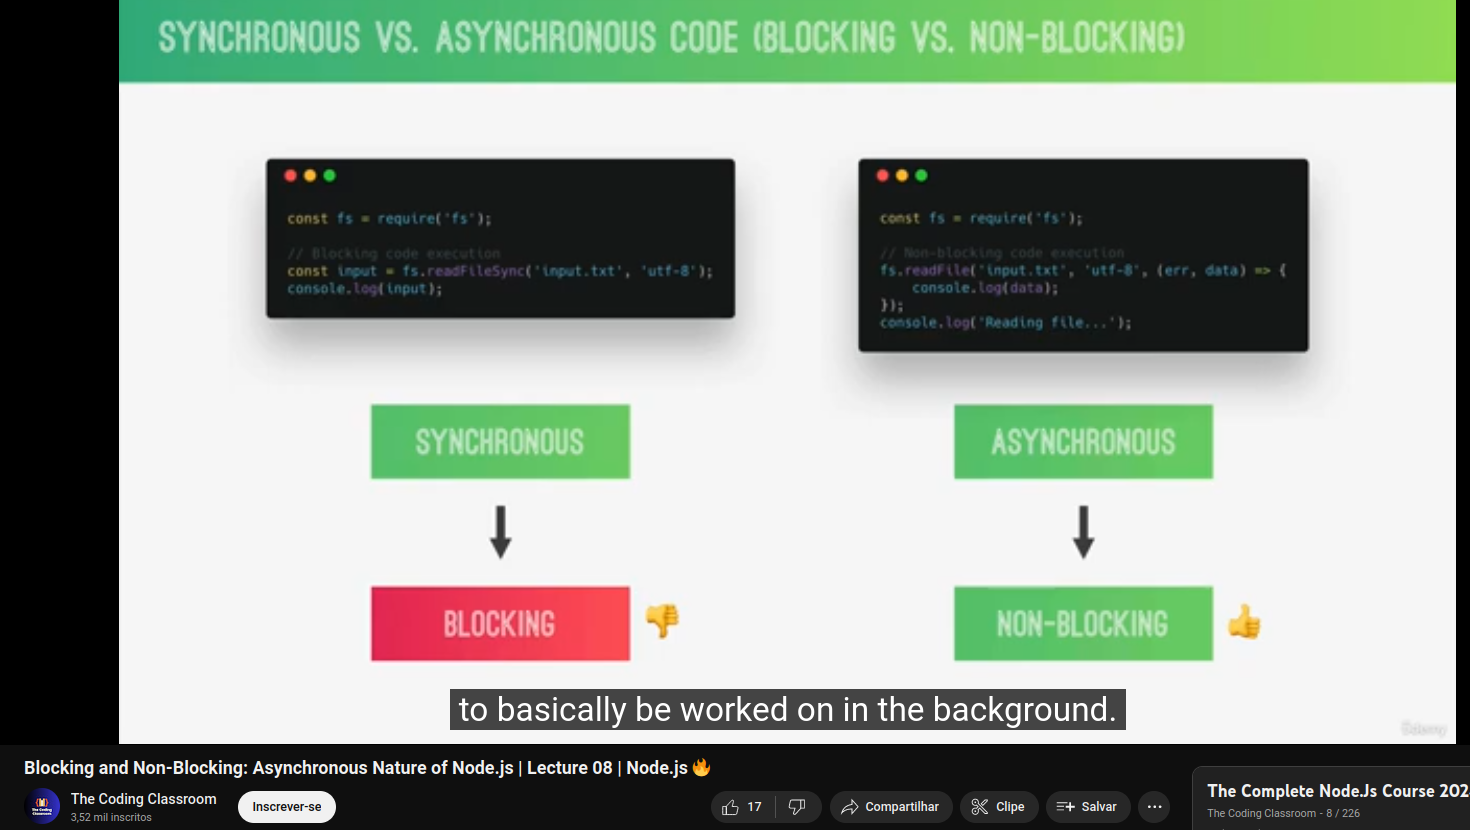 SYNCHRONOUS VS. ASYNCHRONOUS CODE (BLOCKING VS. NON-BLOCKING)
const fs = require('fs');
// Blocking code execution
const input = fs.readFileSync('input.txt', 'utf-8');
console.log(input);
const fs = require('fs');
// Non-blocking code execution
fs.readFile('input.txt', 'utf-8', (err, data) => {
console.log(data);
});
console.log('Reading file...');
SYNCHRONOUS
ASYNCHRONOUS
BLOCKING
NON-BLOCKING
to basically be worked on in the background.
Udemy
Blocking and Non-Blocking: Asynchronous Nature of Node.js | Lecture 08 | Node.js🔥
The Coding Classroom
3,52 mil inscritos
Inscrever-se
17
Compartilhar
Clipe
Salvar
The Complete Node.Js Course 202
The Coding Classroom - 8 / 226